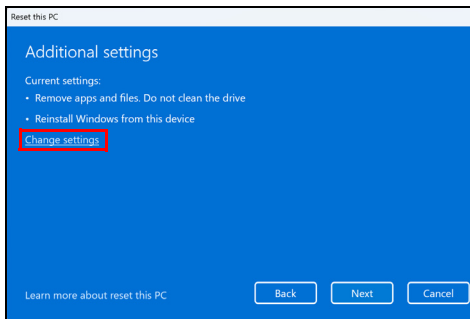 Reset this PC
Additional settings
Current settings:
• Remove apps and files. Do not clean the drive
• Reinstall Windows from this device
Change settings
Learn more about reset this PC
Back
Next
Cancel